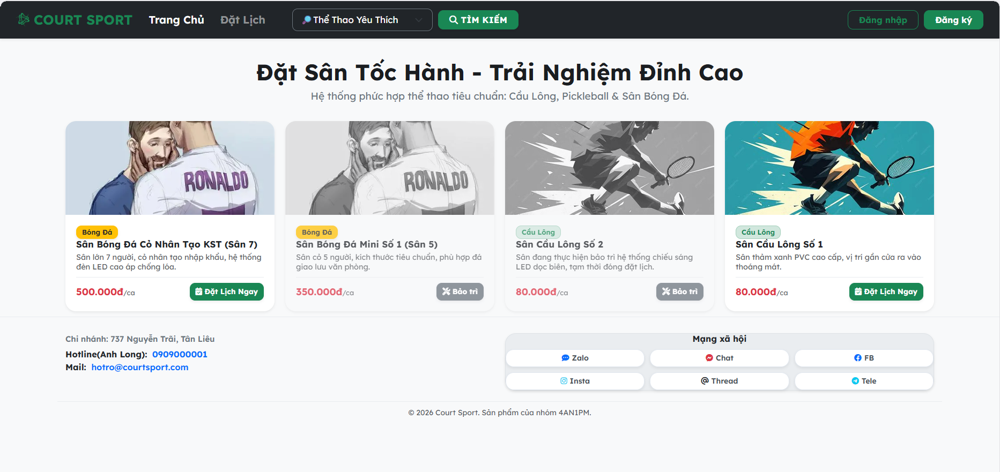 COURT SPORT
Trang Chủ
Đặt Lịch
Thể Thao Yêu Thích
TÌM KIẾM
Đăng nhập
Đăng ký
Đặt Sân Tốc Hành - Trải Nghiệm Đỉnh Cao
Hệ thống phức hợp thể thao tiêu chuẩn: Cầu Lông, Pickleball & Sân Bóng Đá.
RONALDO
Bóng Đá
Sân Bóng Đá Cỏ Nhân Tạo KST (Sân 7)
Sân lớn 7 người, cỏ nhân tạo nhập khẩu, hệ thống
đèn LED cao áp chống lóa.
500.000đ/ca
Đặt Lịch Ngay
RONALDO
Bóng Đá
Sân Bóng Đá Mini Số 1 (Sân 5)
Sân cỏ 5 người, kích thước tiêu chuẩn, phù hợp đá
giao lưu văn phòng.
350.000đ/ca
Bảo trì
Cầu Lông
Sân Cầu Lông Số 2
Sân đang thực hiện bảo trì hệ thống chiếu sáng
LED dọc biên, tạm thời đóng đặt lịch.
80.000đ/ca
Bảo trì
Cầu Lông
Sân Cầu Lông Số 1
Sân thảm xanh PVC cao cấp, vị trí gần cửa ra vào
thoáng mát.
80.000đ/ca
Đặt Lịch Ngay
Chi nhánh: 737 Nguyễn Trãi, Tân Liêu
Hotline(Anh Long): 0909000001
Mail: hotro@courtsport.com
Mạng xã hội
Zalo
Chat
FB
Insta
Thread
Tele
© 2026 Court Sport. Sản phẩm của nhóm 4AN1PM.